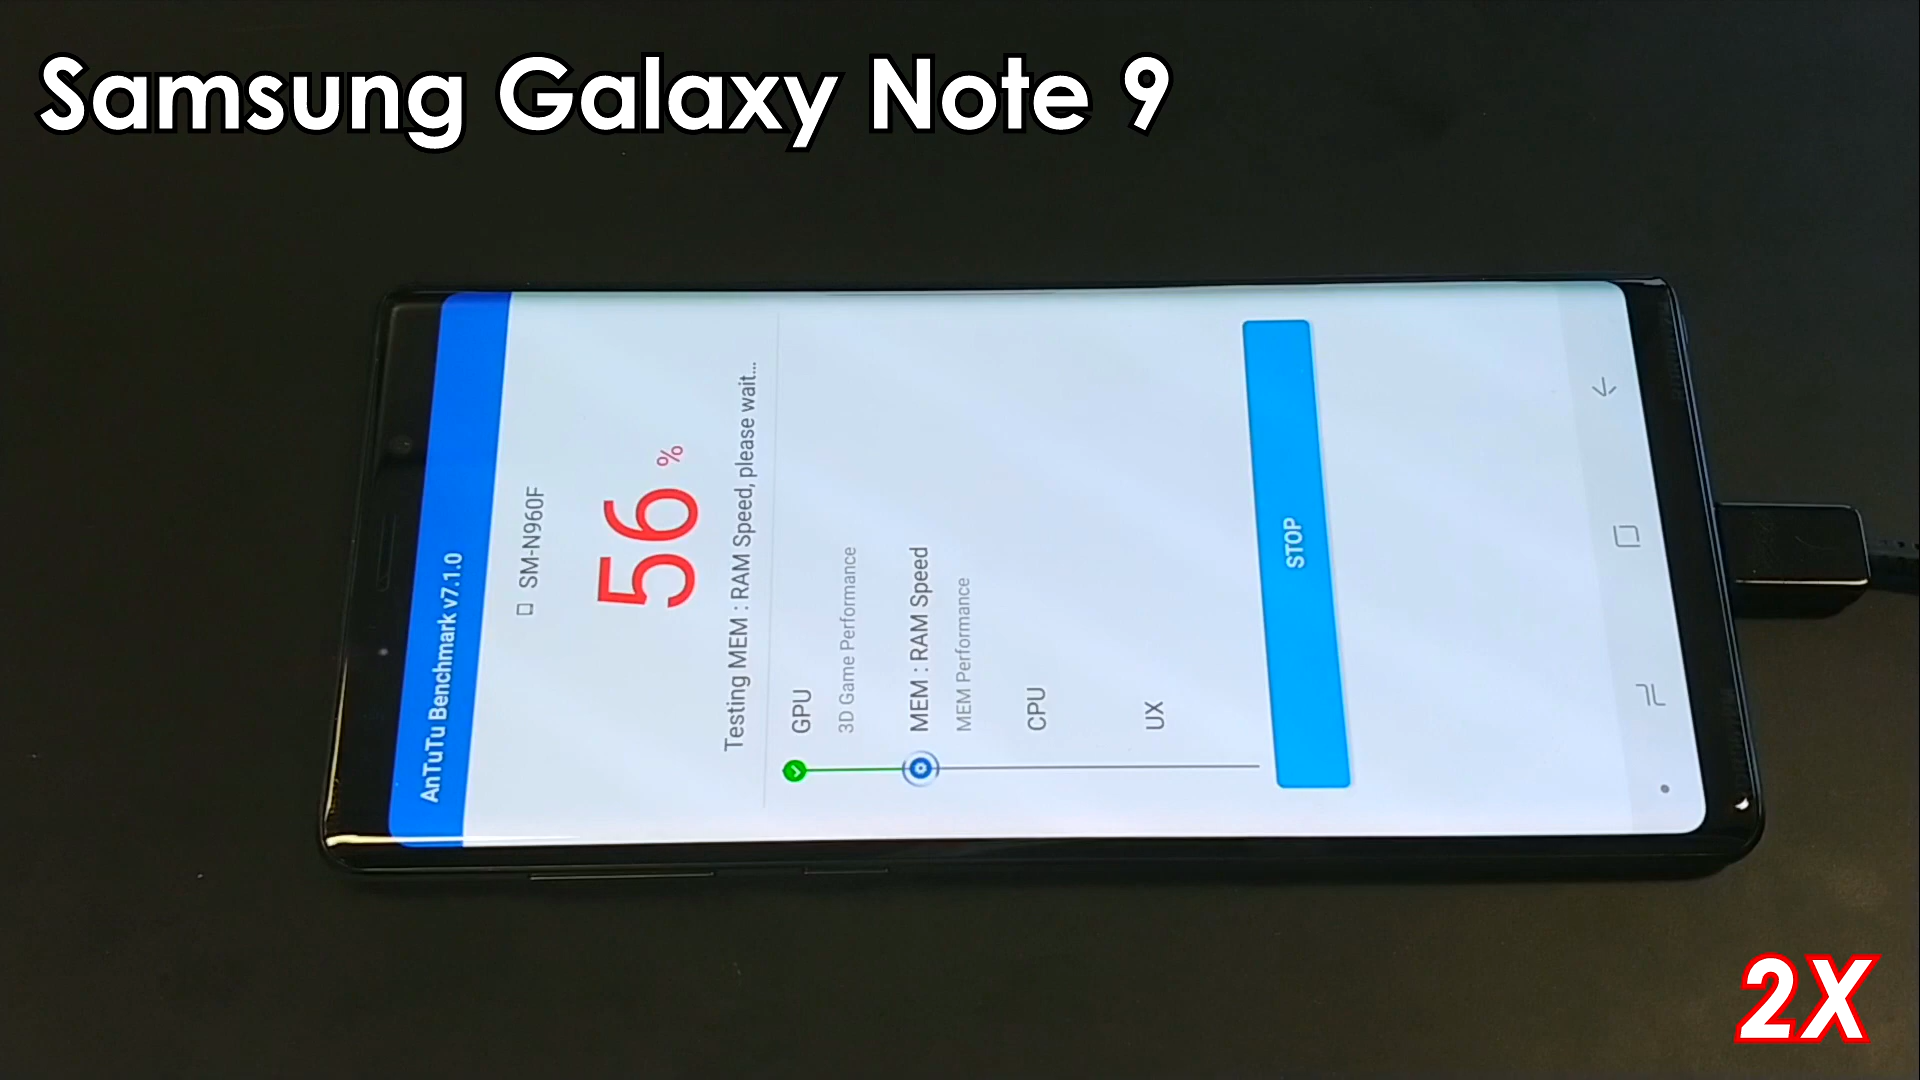 Samsung Galaxy Note 9
AnTuTu Benchmark v7.1.0
SM-N960F
56 %
Testing MEM : RAM Speed, please wait...
GPU
3D Game Performance
MEM : RAM Speed
MEM Performance
CPU
UX
STOP
2X